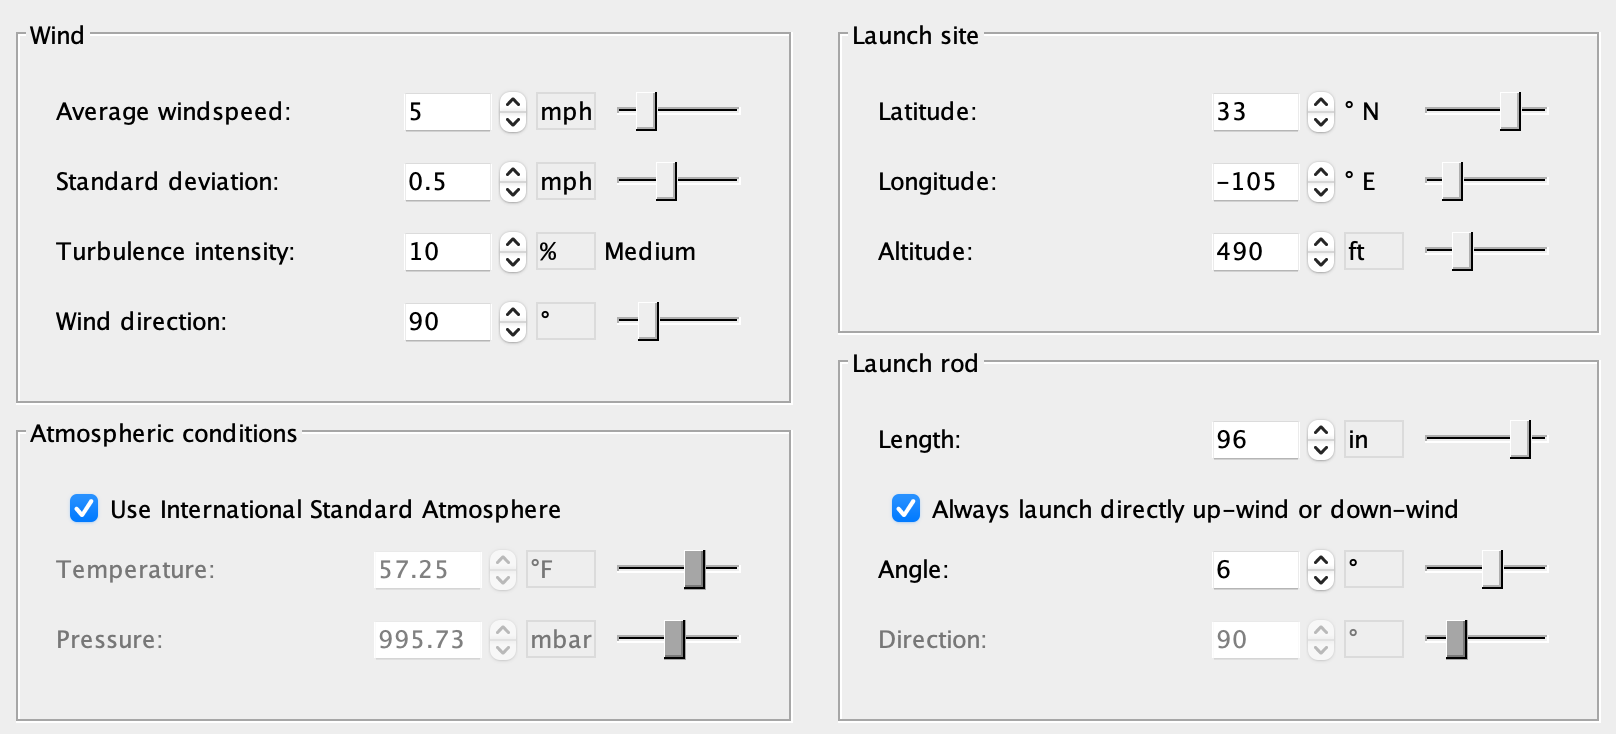 Wind
Average windspeed: 5 mph
Standard deviation: 0.5 mph
Turbulence intensity: 10 % Medium
Wind direction: 90 °
Atmospheric conditions
Use International Standard Atmosphere
Temperature: 57.25 °F
Pressure: 995.73 mbar
Launch site
Latitude: 33 ° N
Longitude: -105 ° E
Altitude: 490 ft
Launch rod
Length: 96 in
Always launch directly up-wind or down-wind
Angle: 6 °
Direction: 90 °